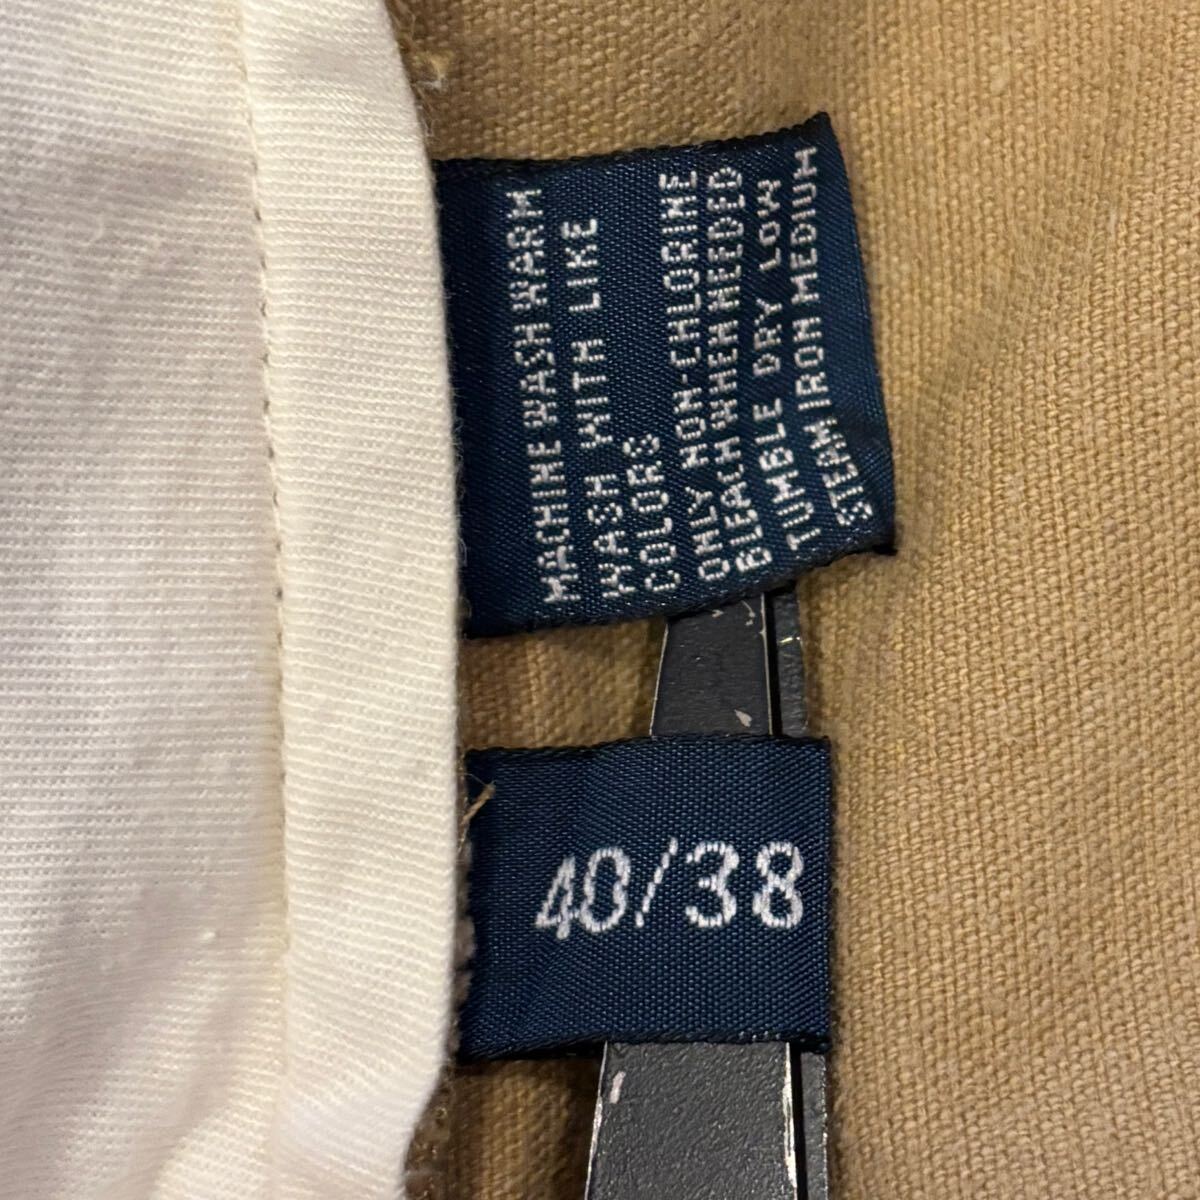 MACHINE WASH WARM
WASH WITH LIKE
COLORS
ONLY NON-CHLORINE
BLEACH WHEN NEEDED
TUMBLE DRY LOW
STEAM IRON MEDIUM
40/38